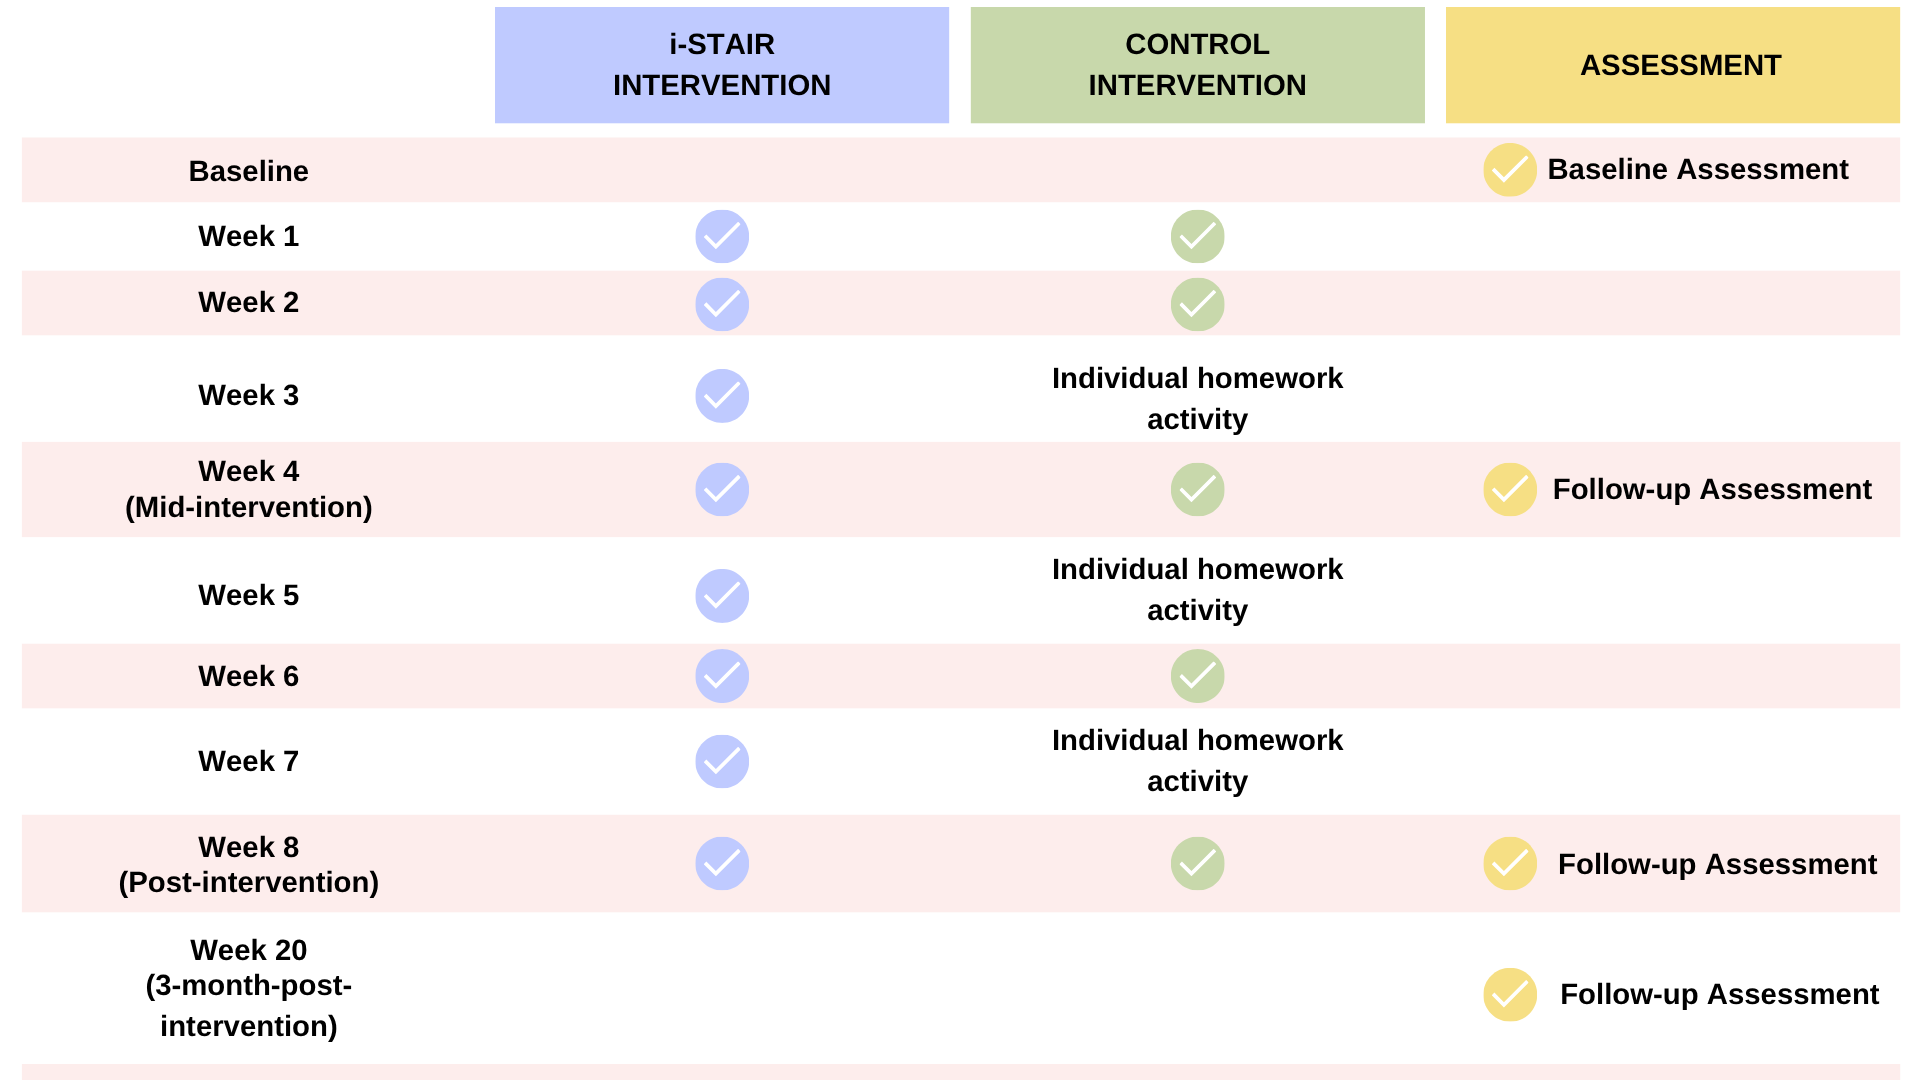 i-STAIR
INTERVENTION
CONTROL
INTERVENTION
ASSESSMENT
Baseline
Baseline Assessment
Week 1
Week 2
Week 3
Individual homework
activity
Week 4
(Mid-intervention)
Follow-up Assessment
Week 5
Individual homework
activity
Week 6
Week 7
Individual homework
activity
Week 8
(Post-intervention)
Follow-up Assessment
Week 20
(3-month-post-
intervention)
Follow-up Assessment